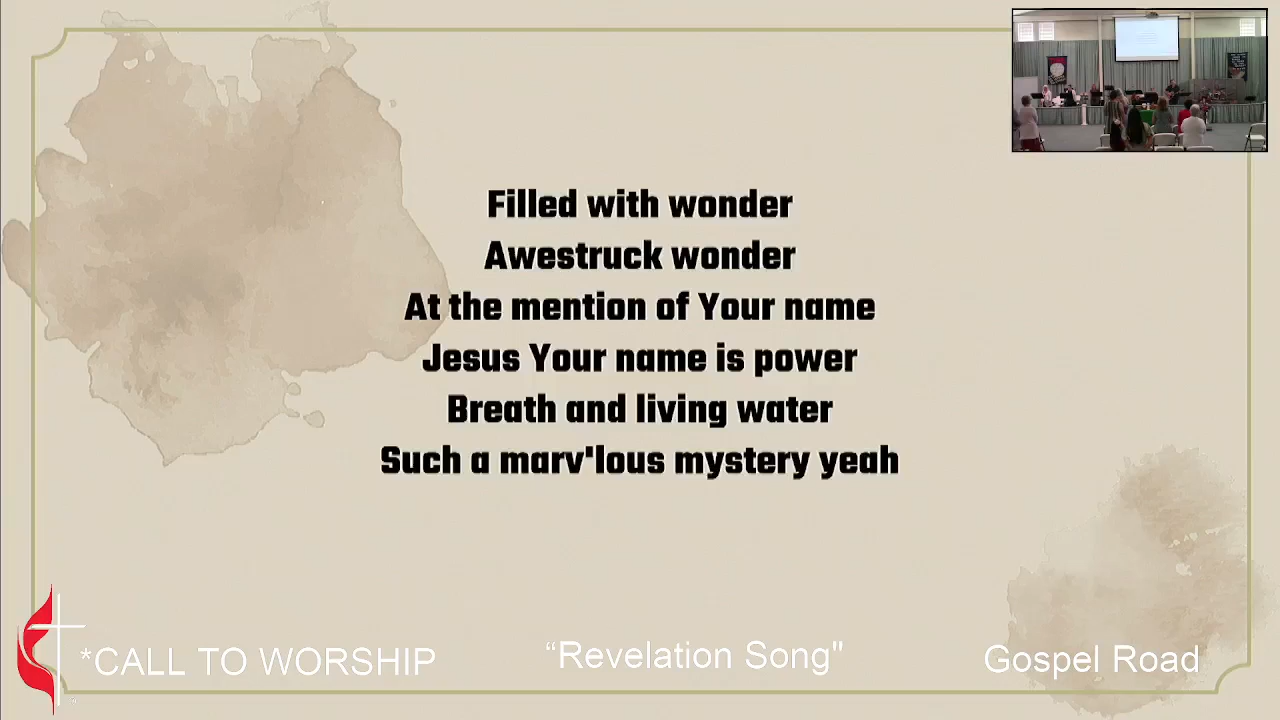 Filled with wonder
Awestruck wonder
At the mention of Your name
Jesus Your name is power
Breath and living water
Such a marv'lous mystery yeah
*CALL TO WORSHIP
“Revelation Song"
Gospel Road